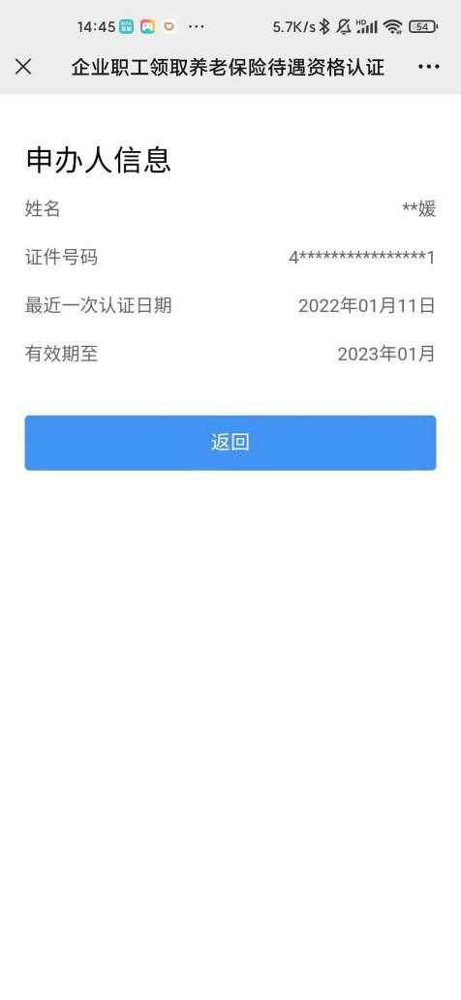 14:45 ··· 5.7K/s HD 54
企业职工领取养老保险待遇资格认证
申办人信息
姓名 **媛
证件号码 4****************1
最近一次认证日期 2022年01月11日
有效期至 2023年01月
返回